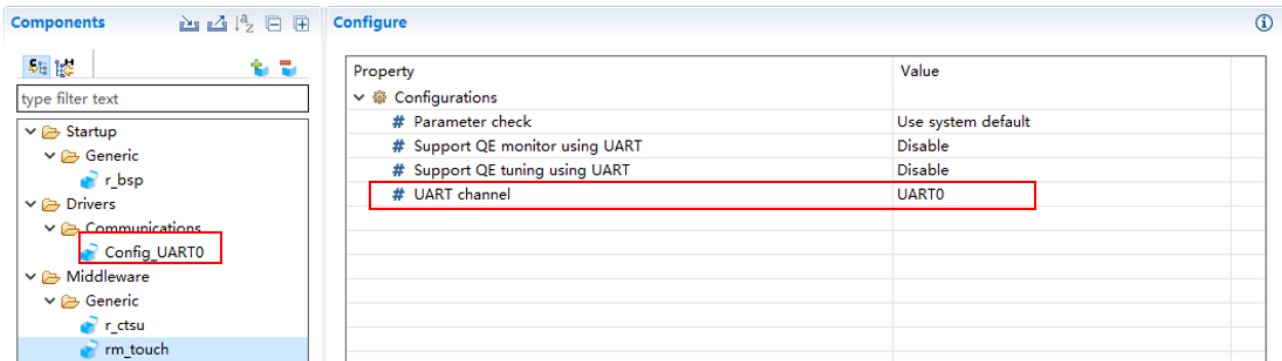 Components
Configure
type filter text
Startup
Generic
r_bsp
Drivers
Communications
Config_UART0
Middleware
Generic
r_ctsu
rm_touch
Property Value
Configurations
# Parameter check Use system default
# Support QE monitor using UART Disable
# Support QE tuning using UART Disable
# UART channel UART0